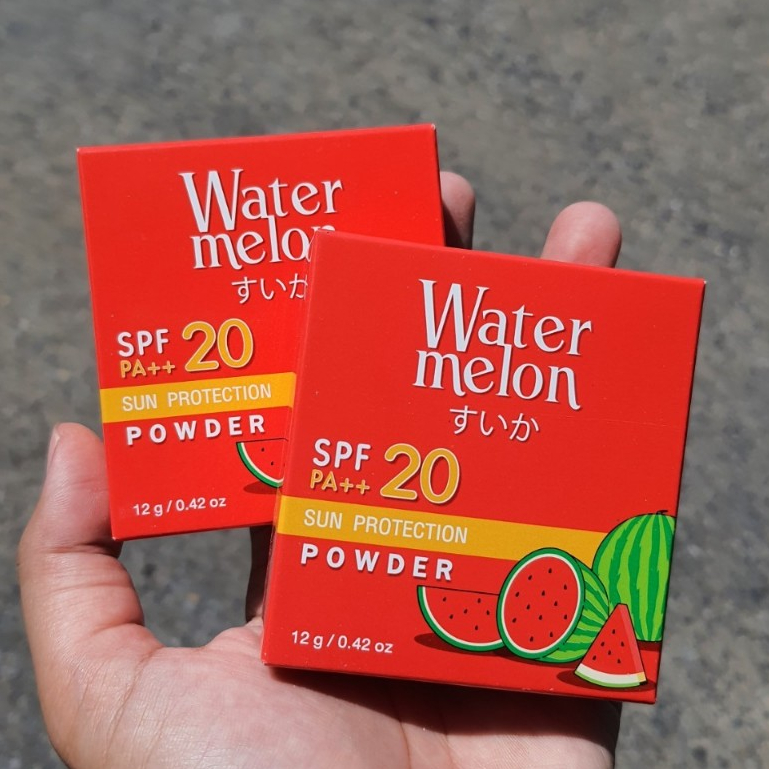 Water
melon
すいか
SPF 20
PA++
SUN PROTECTION
POWDER
12 g / 0.42 oz
Water
melon
すいか
SPF 20
PA++
SUN PROTECTION
POWDER
12 g / 0.42 oz